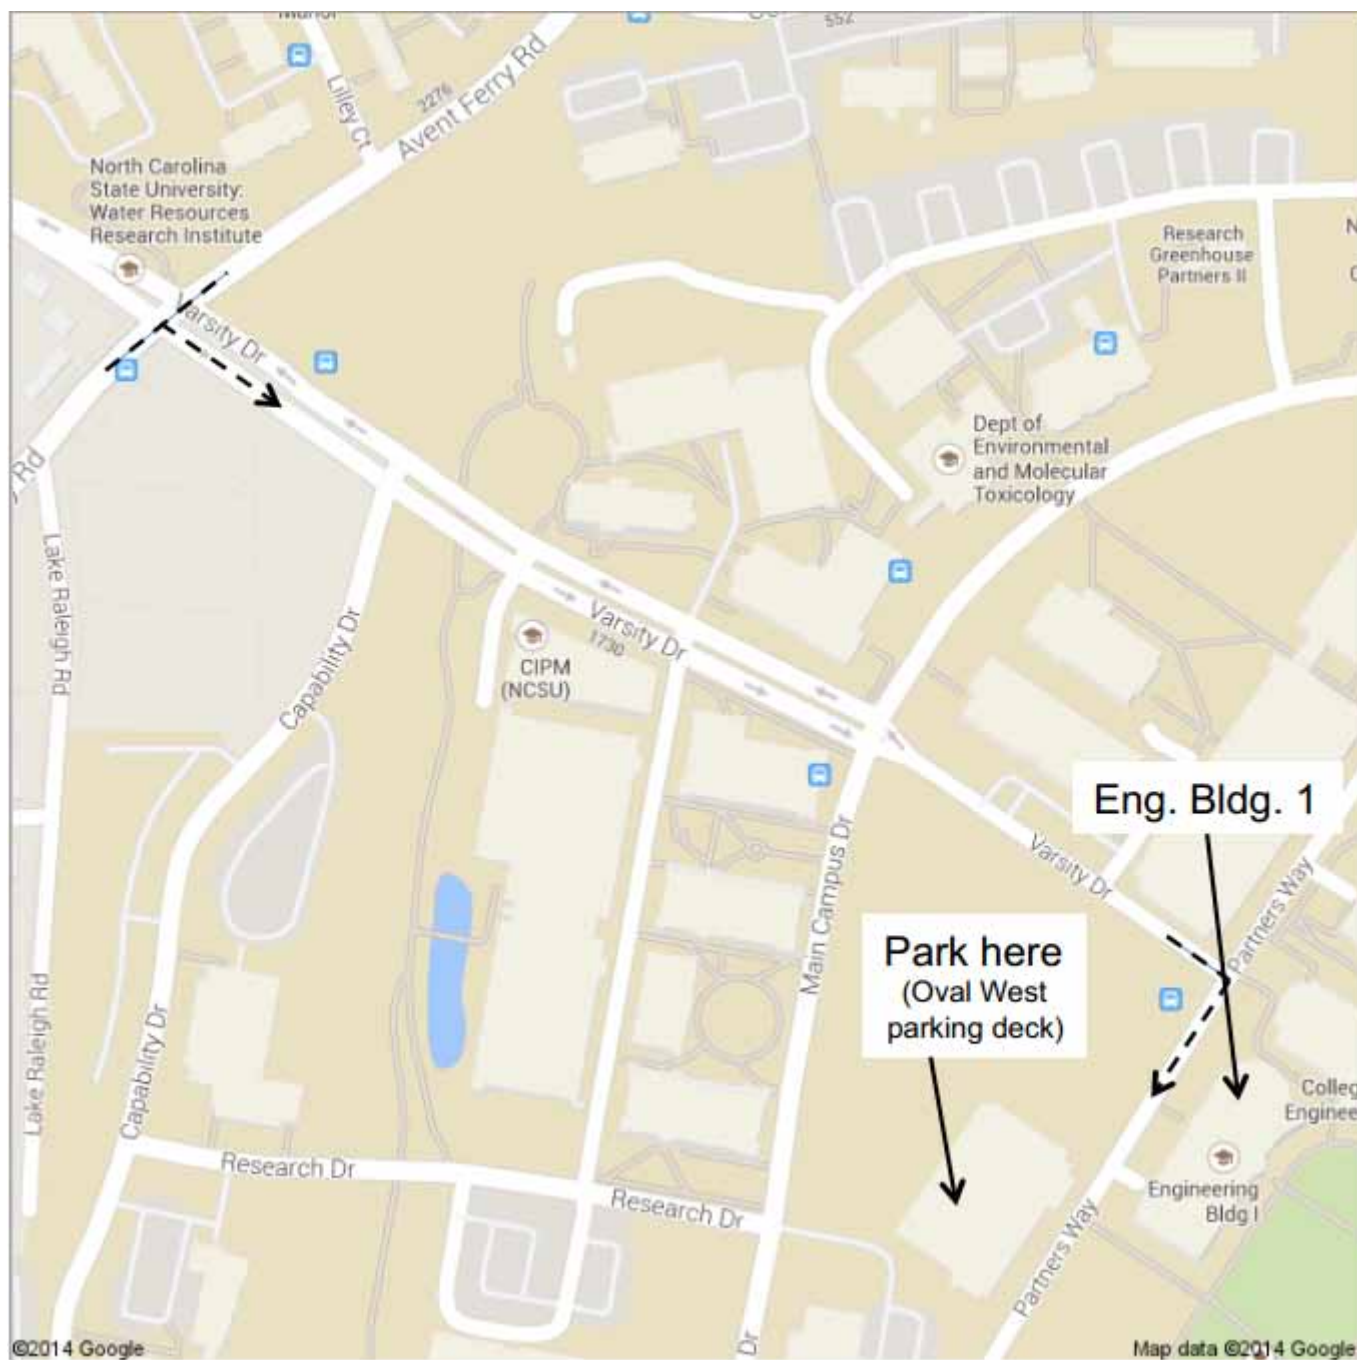 552
2276
Avent Ferry Rd
Lilley Ct
North Carolina
State University:
Water Resources
Research Institute
Varsity Dr
Research
Greenhouse
Partners II
Dept of
Environmental
and Molecular
Toxicology
Rd
Lake Raleigh Rd
Capability Dr
Varsity Dr
1730
CIPM
(NCSU)
Eng. Bldg. 1
Varsity Dr
Partners Way
Main Campus Dr
Park here
(Oval West
parking deck)
Lake Raleigh Rd
Capability Dr
Research Dr
Research Dr
Engineering
Bldg I
Partners Way
Dr
©2014 Google
Map data ©2014 Google